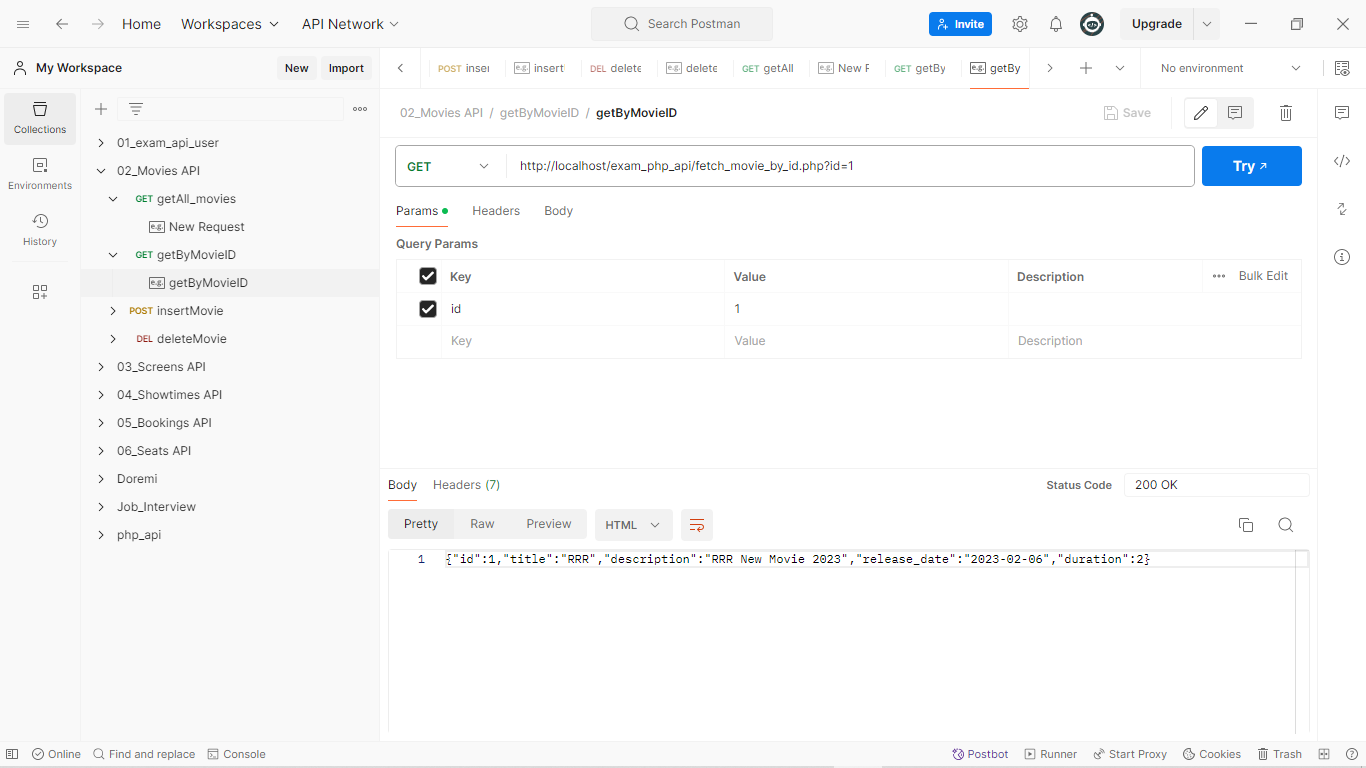 Home Workspaces API Network Search Postman Invite Upgrade
My Workspace New Import POST inser e.g. insert DEL delete e.g. delete GET getAll e.g. New F GET getBy e.g. getBy No environment
Collections
Environments
History
01_exam_api_user
02_Movies API
GET getAll_movies
e.g. New Request
GET getByMovieID
e.g. getByMovieID
POST insertMovie
DEL deleteMovie
03_Screens API
04_Showtimes API
05_Bookings API
06_Seats API
Doremi
Job_Interview
php_api
02_Movies API / getByMovieID / getByMovieID Save
GET http://localhost/exam_php_api/fetch_movie_by_id.php?id=1 Try
Params Headers Body
Query Params
Key Value Description Bulk Edit
id 1
Key Value Description
Body Headers (7) Status Code 200 OK
Pretty Raw Preview HTML
1 {"id":1,"title":"RRR","description":"RRR New Movie 2023","release_date":"2023-02-06","duration":2}
Online Find and replace Console Postbot Runner Start Proxy Cookies Trash